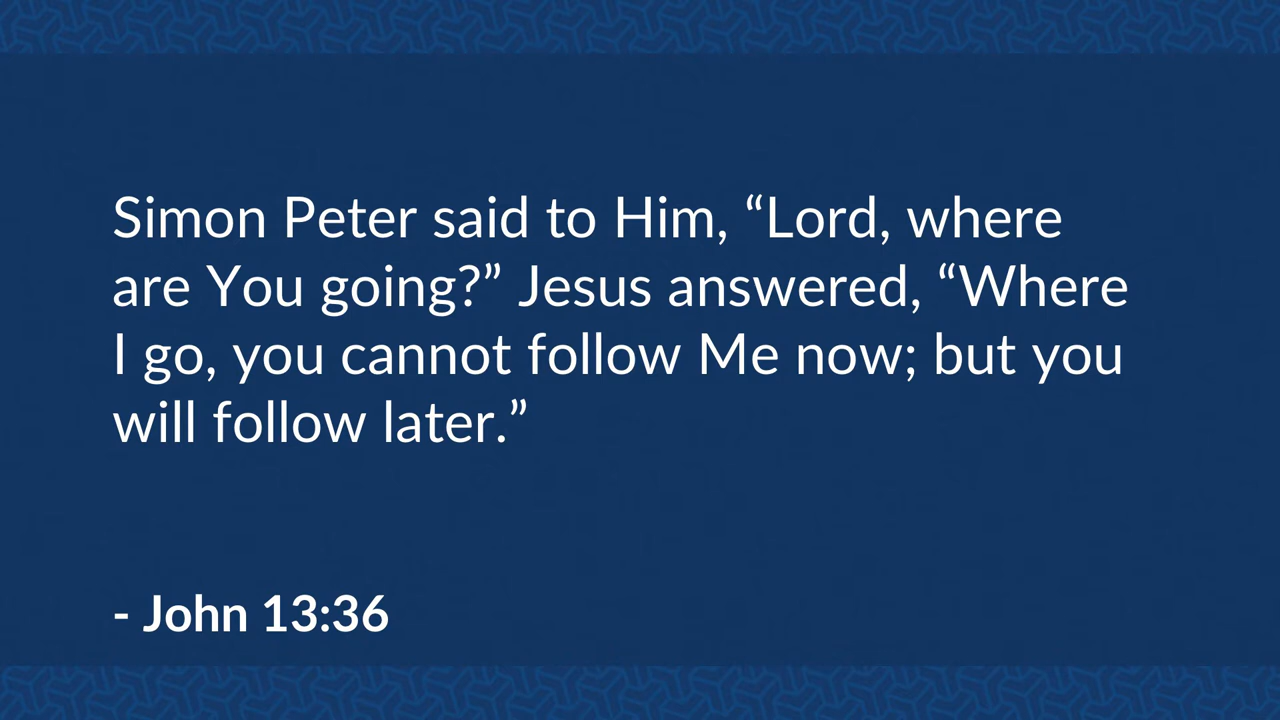 Simon Peter said to Him, “Lord, where
are You going?” Jesus answered, “Where
I go, you cannot follow Me now; but you
will follow later.”
- John 13:36